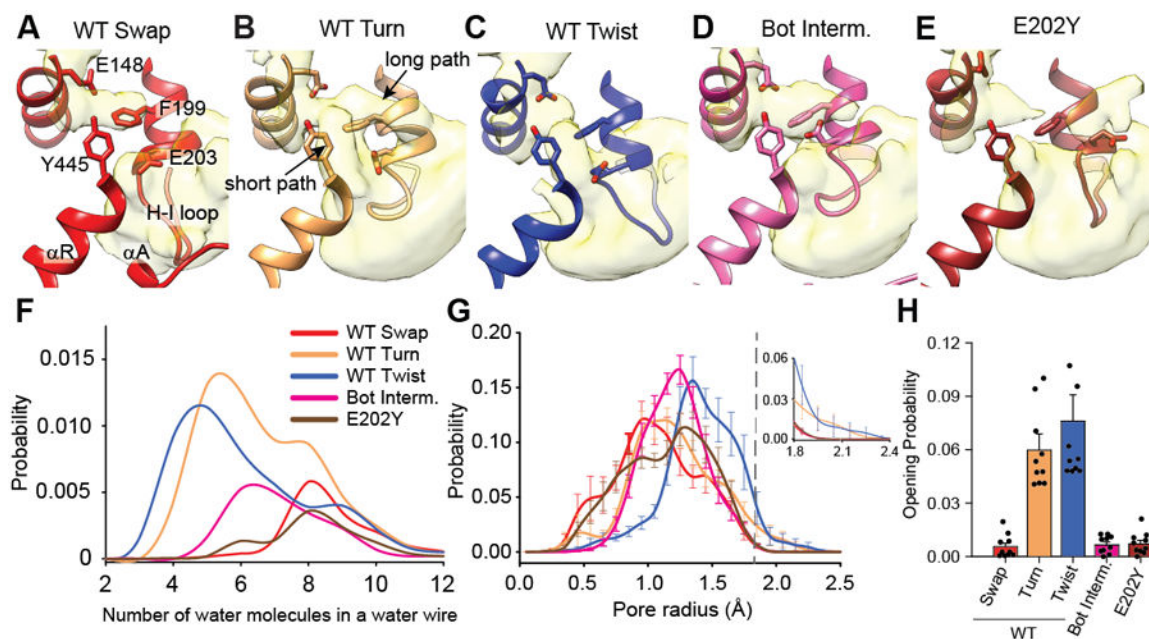 A WT Swap
B WT Turn
C WT Twist
D Bot Interm.
E E202Y
E148
F199
Y445
E203
H-I loop
αR
αA
long path
short path
F
0.015
0.010
0.005
0
Probability
2 4 6 8 10 12
Number of water molecules in a water wire
WT Swap
WT Turn
WT Twist
Bot Interm.
E202Y
G
0.20
0.15
0.10
0.05
0.00
Probability
0.0 0.5 1.0 1.5 2.0 2.5
Pore radius (Å)
0.06
0.03
0.00
1.8 2.1 2.4
H
0.12
0.09
0.06
0.03
0.00
Opening Probability
Swap
Turn
Twist
Bot Interm.
E202Y
WT